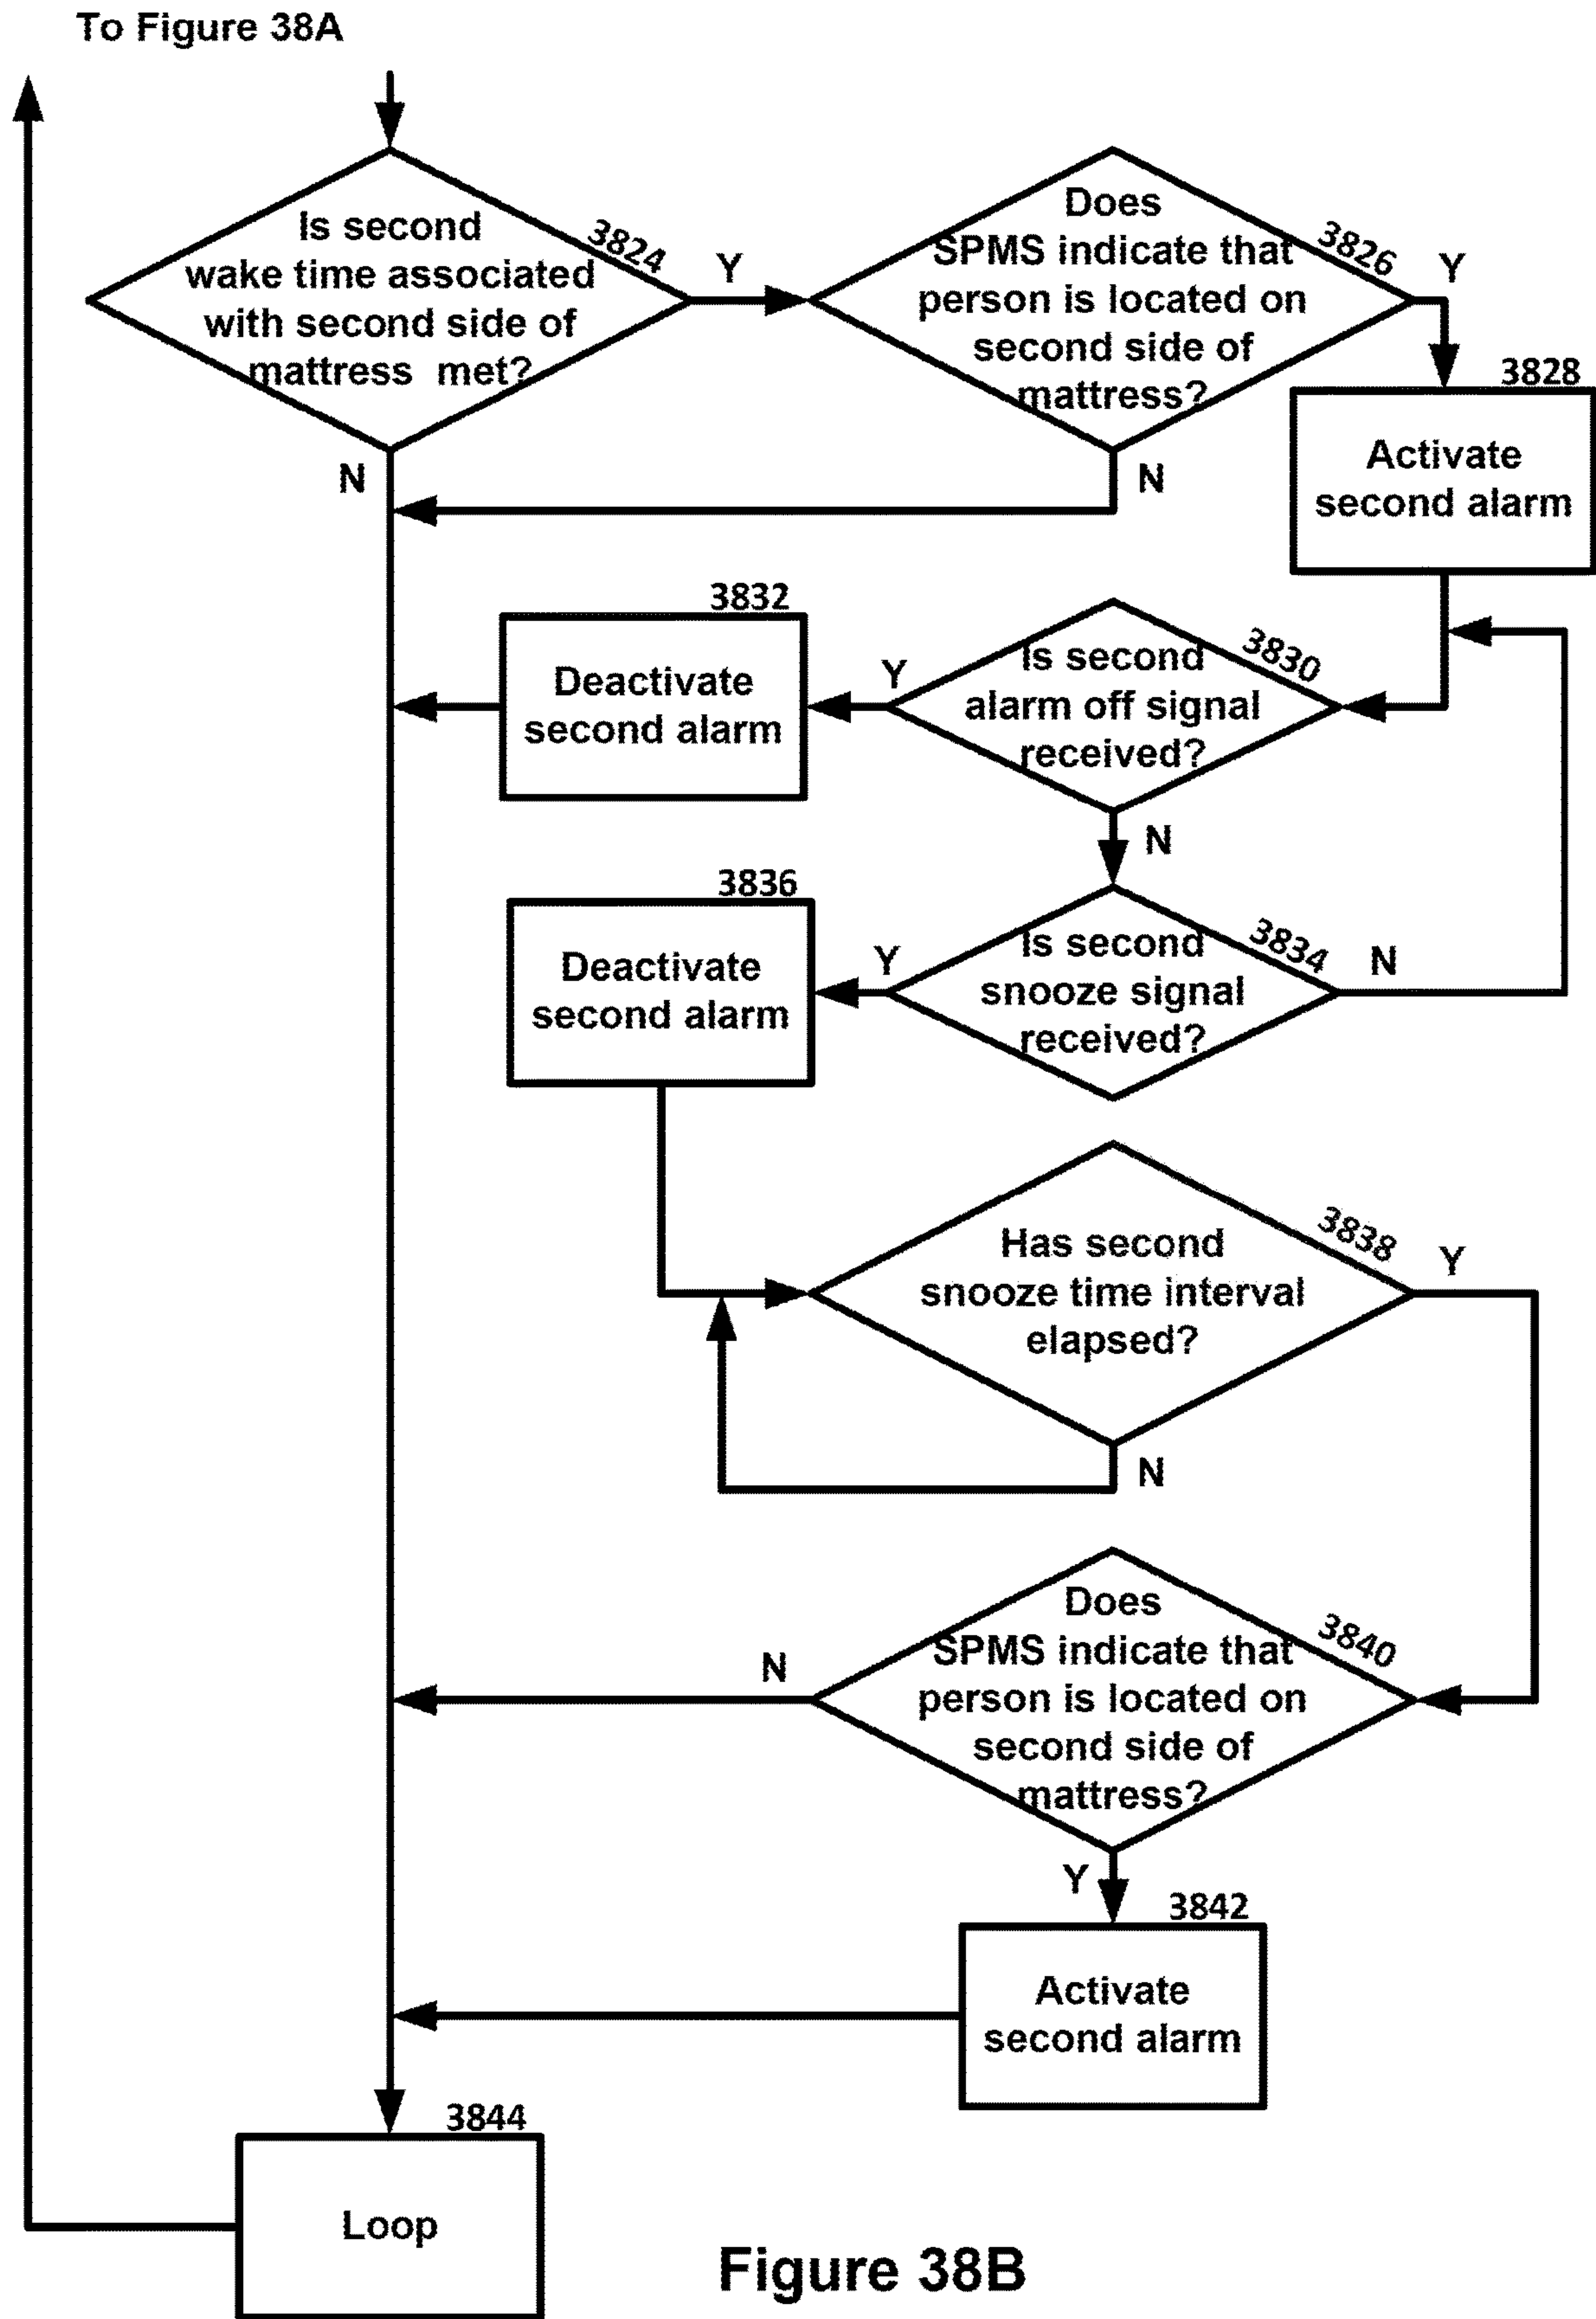 To Figure 38A
Is second
wake time associated
with second side of
mattress met?
3824
Y
N
Does
SPMS indicate that
person is located on
second side of
mattress?
3826
Y
N
3828
Activate
second alarm
Is second
alarm off signal
received?
3830
Y
N
3832
Deactivate
second alarm
Is second
snooze signal
received?
3834
Y
N
3836
Deactivate
second alarm
Has second
snooze time interval
elapsed?
3838
Y
N
Does
SPMS indicate that
person is located on
second side of
mattress?
3840
N
Y
3842
Activate
second alarm
3844
Loop
Figure 38B